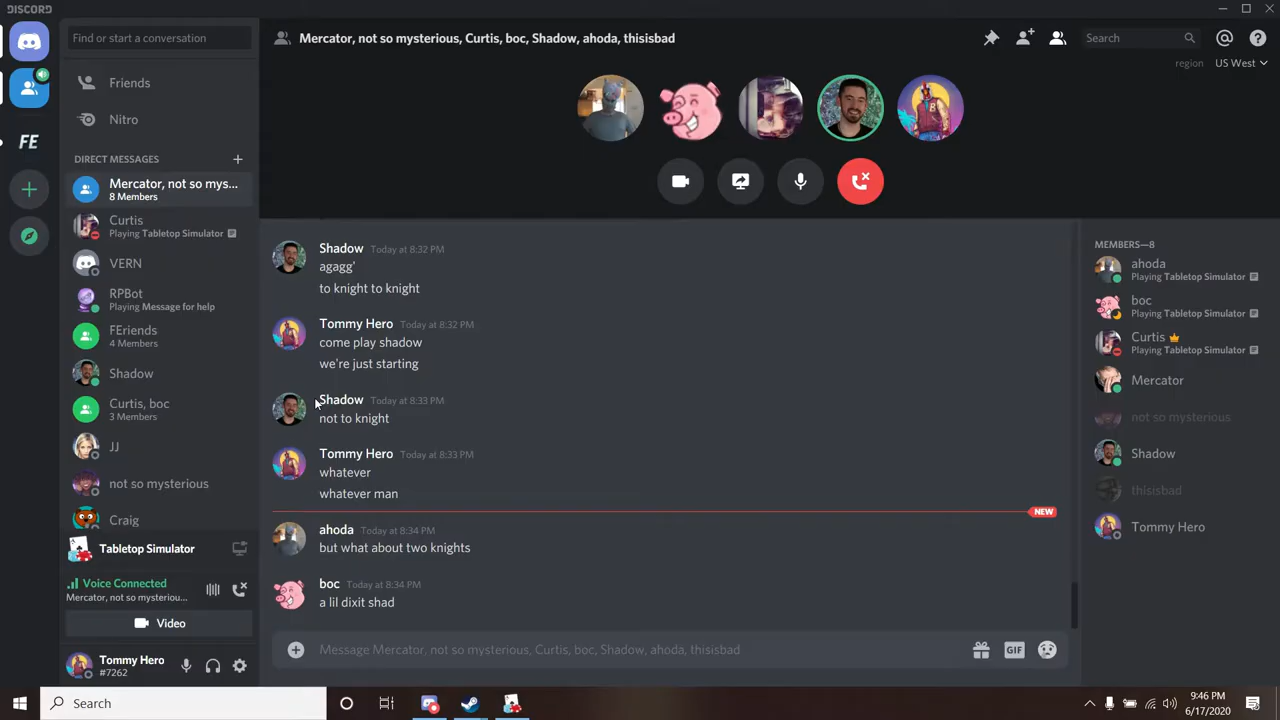 DISCORD
Find or start a conversation
Friends
Nitro
DIRECT MESSAGES
Mercator, not so mys...
8 Members
Curtis
Playing Tabletop Simulator
VERN
RPBot
Playing Message for help
FEriends
4 Members
Shadow
Curtis, boc
3 Members
JJ
not so mysterious
Craig
Tabletop Simulator
Voice Connected
Mercator, not so mysteriou...
Video
Tommy Hero
#7262
FE
Mercator, not so mysterious, Curtis, boc, Shadow, ahoda, thisisbad
Search
region US West
Shadow Today at 8:32 PM
agagg'
to knight to knight
Tommy Hero Today at 8:32 PM
come play shadow
we're just starting
Shadow Today at 8:33 PM
not to knight
Tommy Hero Today at 8:33 PM
whatever
whatever man
NEW
ahoda Today at 8:34 PM
but what about two knights
boc Today at 8:34 PM
a lil dixit shad
Message Mercator, not so mysterious, Curtis, boc, Shadow, ahoda, thisisbad
GIF
MEMBERS—8
ahoda
Playing Tabletop Simulator
boc
Playing Tabletop Simulator
Curtis
Playing Tabletop Simulator
Mercator
not so mysterious
Shadow
thisisbad
Tommy Hero
Search
9:46 PM
6/17/2020